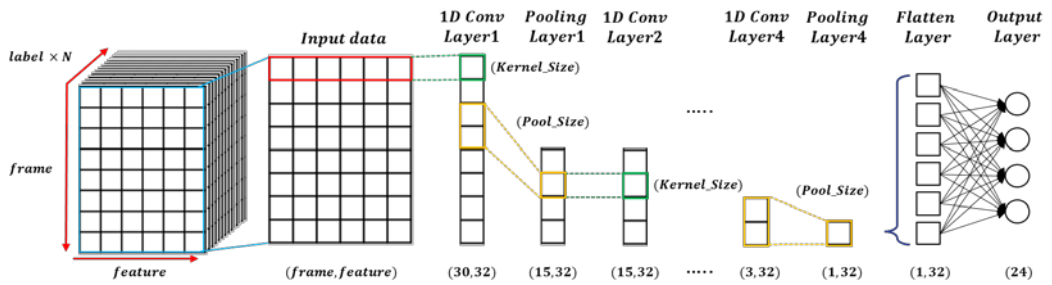 label × N
frame
feature
Input data
(frame, feature)
1D Conv
Layer1
(Kernel_Size)
(30, 32)
Pooling
Layer1
(Pool_Size)
(15, 32)
1D Conv
Layer2
(Kernel_Size)
(15, 32)
.....
.....
1D Conv
Layer4
(3, 32)
Pooling
Layer4
(Pool_Size)
(1, 32)
Flatten
Layer
(1, 32)
Output
Layer
(24)